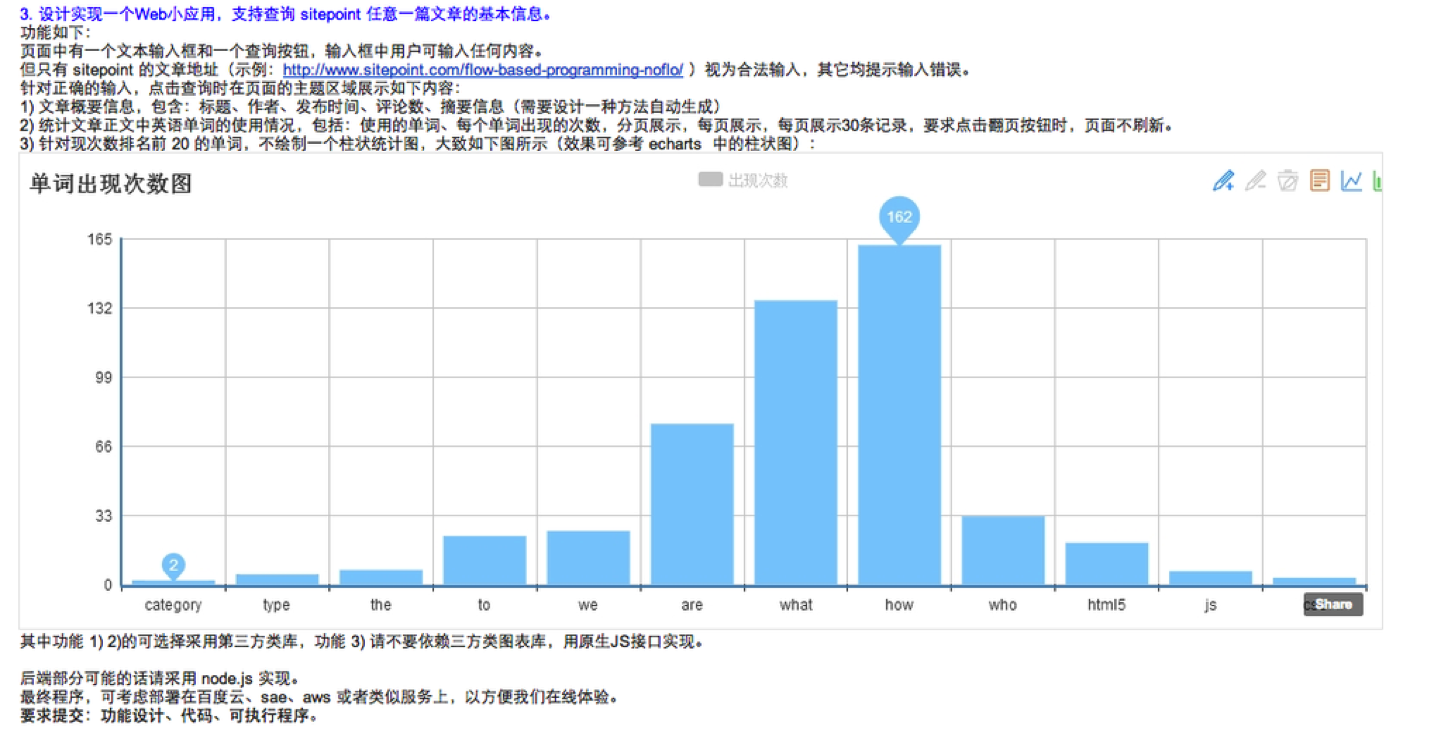 3. 设计实现一个Web小应用，支持查询 sitepoint 任意一篇文章的基本信息。
功能如下：
页面中有一个文本输入框和一个查询按钮，输入框中用户可输入任何内容。
但只有 sitepoint 的文章地址（示例：http://www.sitepoint.com/flow-based-programming-noflo/ ）视为合法输入，其它均提示输入错误。
针对正确的输入，点击查询时在页面的主题区域展示如下内容：
1) 文章概要信息，包含：标题、作者、发布时间、评论数、摘要信息（需要设计一种方法自动生成）
2) 统计文章正文中英语单词的使用情况，包括：使用的单词、每个单词出现的次数，分页展示，每页展示，每页展示30条记录，要求点击翻页按钮时，页面不刷新。
3) 针对现次数排名前 20 的单词，不绘制一个柱状统计图，大致如下图所示（效果可参考 echarts 中的柱状图）：
单词出现次数图
出现次数
162
165
132
99
66
33
2
0
category type the to we are what how who html5 js
Share
其中功能 1) 2)的可选择采用第三方类库，功能 3) 请不要依赖三方类图表库，用原生JS接口实现。
后端部分可能的话请采用 node.js 实现。
最终程序，可考虑部署在百度云、sae、aws 或者类似服务上，以方便我们在线体验。
要求提交：功能设计、代码、可执行程序。